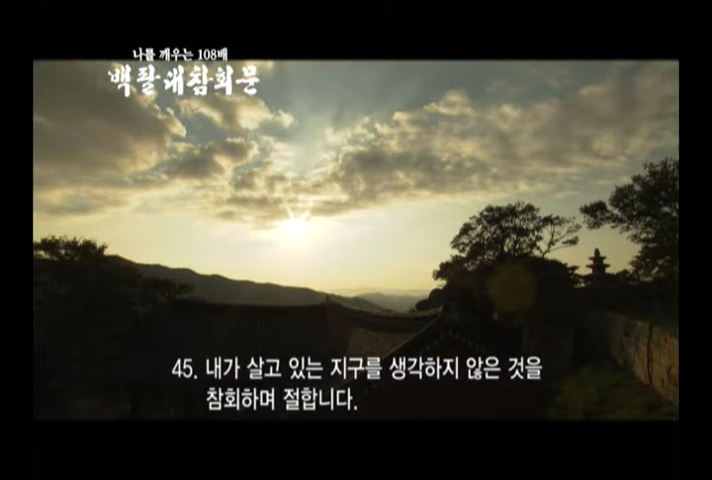 나를 깨우는 108배
백팔대참회문
45. 내가 살고 있는 지구를 생각하지 않은 것을
참회하며 절합니다.